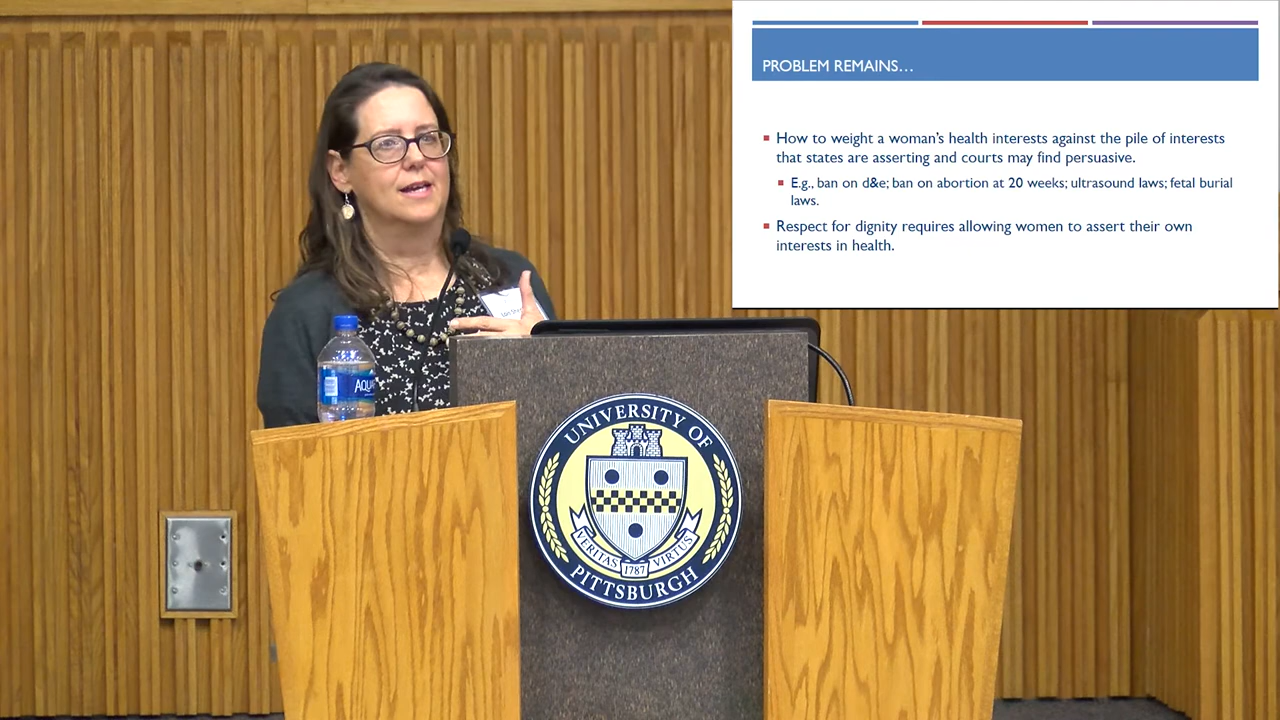 PROBLEM REMAINS…
How to weight a woman's health interests against the pile of interests
that states are asserting and courts may find persuasive.
E.g., ban on d&e; ban on abortion at 20 weeks; ultrasound laws; fetal burial
laws.
Respect for dignity requires allowing women to assert their own
interests in health.
UNIVERSITY OF
VERITAS VIRTUS
1787
PITTSBURGH